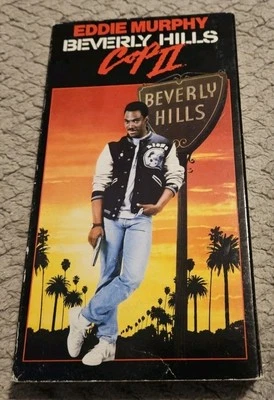 EDDIE MURPHY
BEVERLY HILLS
Cop II
BEVERLY
HILLS